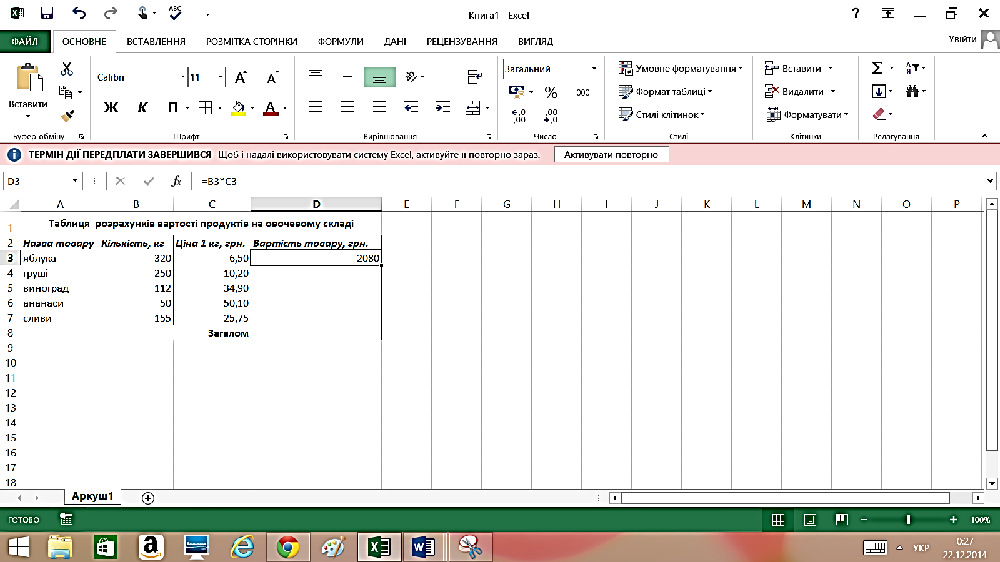 ABC
Книга1 - Excel
?
ФАЙЛ ОСНОВНЕ ВСТАВЛЕННЯ РОЗМІТКА СТОРІНКИ ФОРМУЛИ ДАНІ РЕЦЕНЗУВАННЯ ВИГЛЯД Увійти
Calibri 11 Загальний Умовне форматування Вставити
Вставити % 000 Формат таблиці Видалити
Ж К П A Стилі клітинок Форматувати
Буфер обміну Шрифт Вирівнювання Число Стилі Клітинки Редагування
ТЕРМІН ДІЇ ПЕРЕДПЛАТИ ЗАВЕРШИВСЯ Щоб і надалі використовувати систему Excel, активуйте її повторно зараз. Активувати повторно
D3 fx =B3*C3
A B C D E F G H I J K L M N O P
1 Таблиця розрахунків вартості продуктів на овочевому складі
2 Назва товару Кількість, кг Ціна 1 кг, грн. Вартість товару, грн.
3 яблука 320 6,50 2080
4 груші 250 10,20
5 виноград 112 34,90
6 ананаси 50 50,10
7 сливи 155 25,75
8 Загалом
9
10
11
12
13
14
15
16
17
18
Аркуш1
ГОТОВО 100%
УКР 0:27
22.12.2014